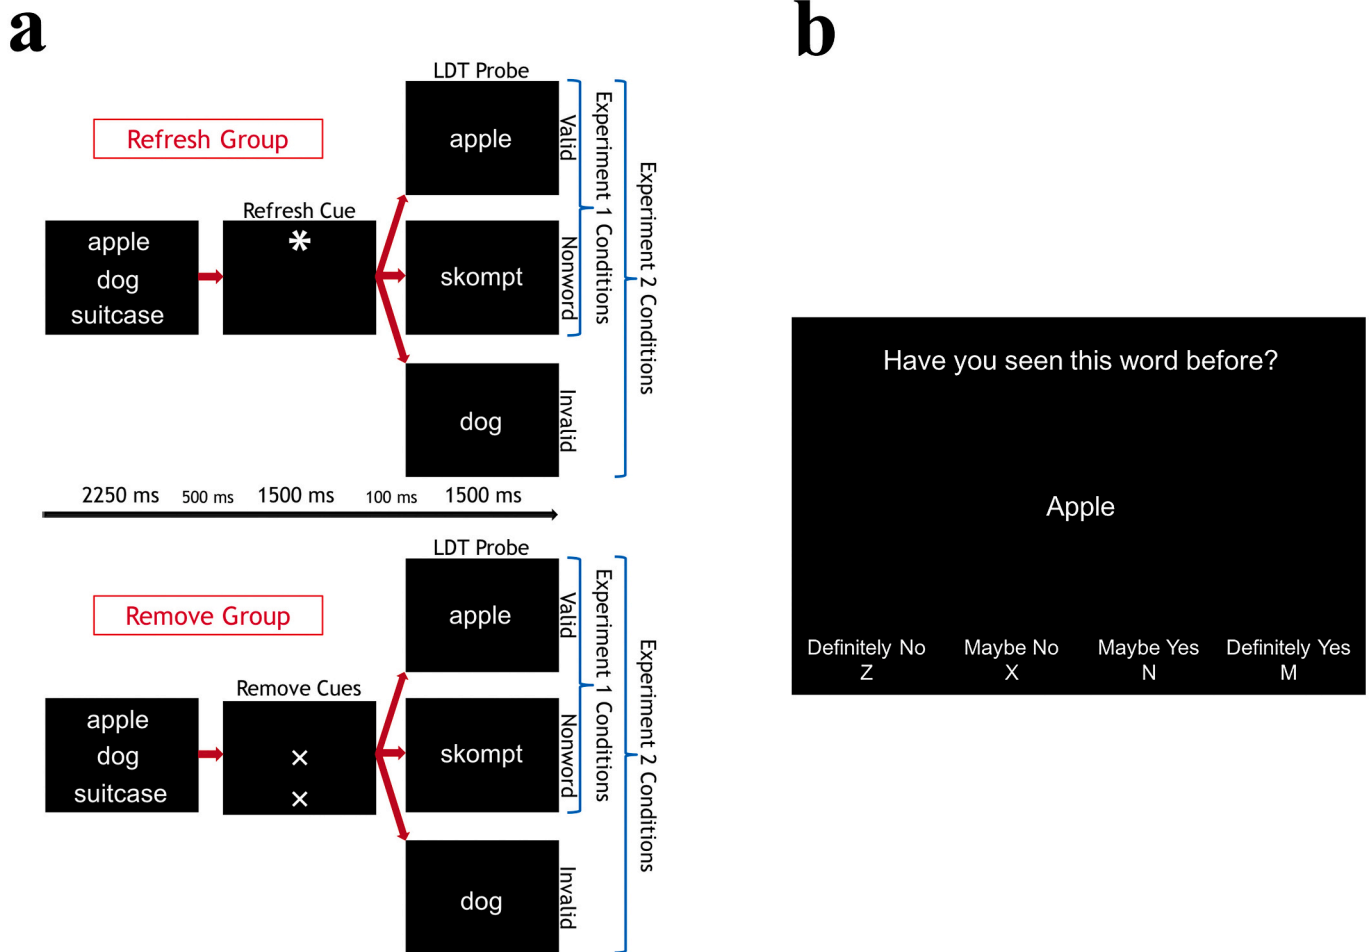 a
LDT Probe
Refresh Group
apple
Valid
Experiment 1 Conditions
Experiment 2 Conditions
Refresh Cue
*
apple
dog
suitcase
skompt
Nonword
dog
Invalid
2250 ms 500 ms 1500 ms 100 ms 1500 ms
LDT Probe
Remove Group
apple
Valid
Experiment 1 Conditions
Experiment 2 Conditions
Remove Cues
apple
dog
suitcase
×
×
skompt
Nonword
dog
Invalid
b
Have you seen this word before?
Apple
Definitely No Maybe No Maybe Yes Definitely Yes
Z X N M